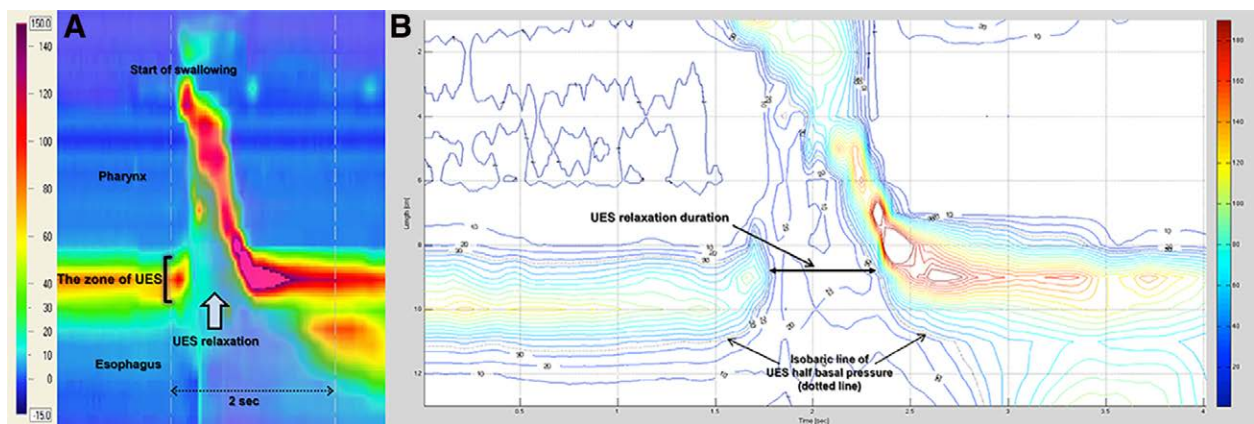 150.0
A
140
120
100
80
60
40
20
10
0
-15.0
Start of swallowing
Pharynx
The zone of UES
UES relaxation
Esophagus
2 sec
B
Length [cm]
2
4
6
8
10
12
UES relaxation duration
Isobaric line of
UES half basal pressure
(dotted line)
0.5
1
1.5
2
2.5
3
3.5
4
Time [sec]
180
160
140
120
100
80
60
40
20